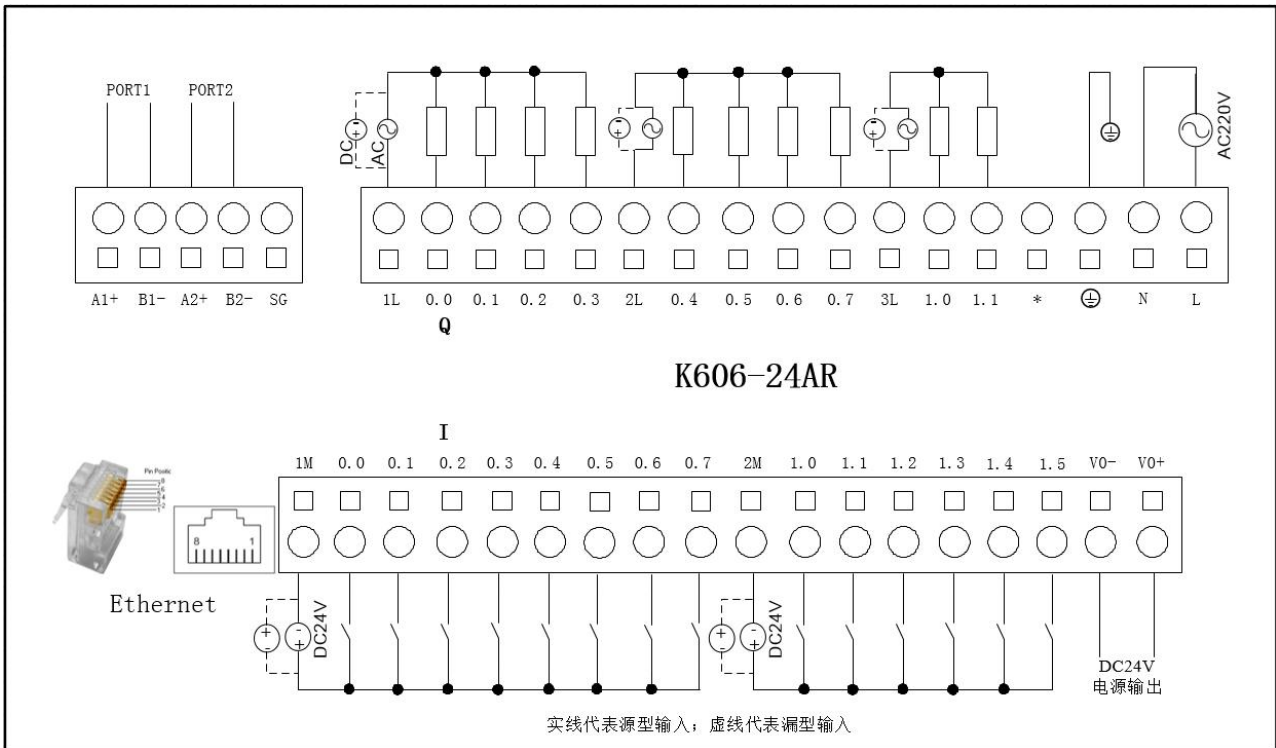 PORT1 PORT2
DC AC
AC220V
A1+ B1- A2+ B2- SG
1L 0.0 0.1 0.2 0.3 2L 0.4 0.5 0.6 0.7 3L 1.0 1.1 * N L
Q
K606-24AR
I
1M 0.0 0.1 0.2 0.3 0.4 0.5 0.6 0.7 2M 1.0 1.1 1.2 1.3 1.4 1.5 V0- V0+
8 1
Ethernet
DC24V DC24V
DC24V
电源输出
实线代表源型输入；虚线代表漏型输入